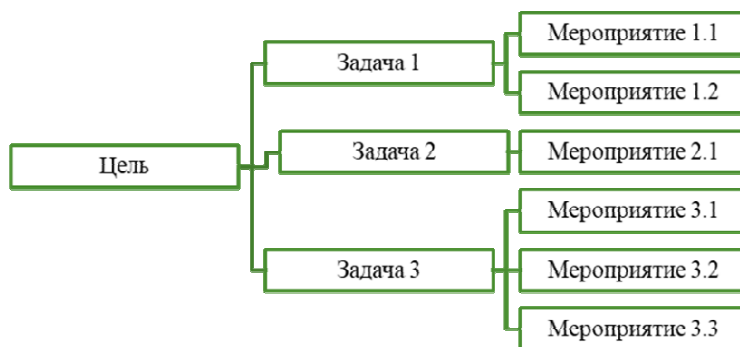 Цель
Задача 1
Мероприятие 1.1
Мероприятие 1.2
Задача 2
Мероприятие 2.1
Задача 3
Мероприятие 3.1
Мероприятие 3.2
Мероприятие 3.3